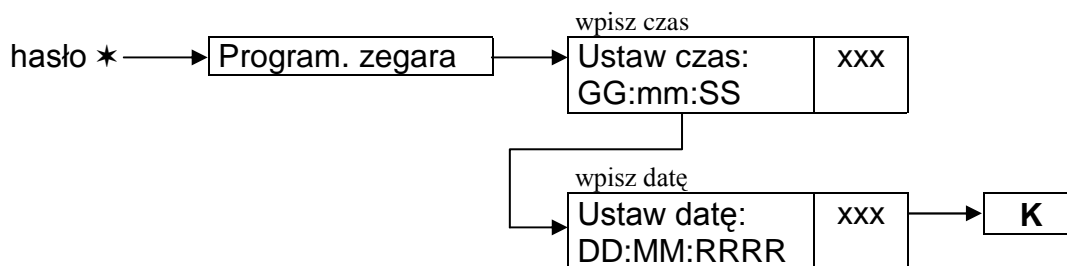 wpisz czas
hasło ✶ Program. zegara Ustaw czas: xxx
GG:mm:SS
wpisz datę
Ustaw datę: xxx K
DD:MM:RRRR